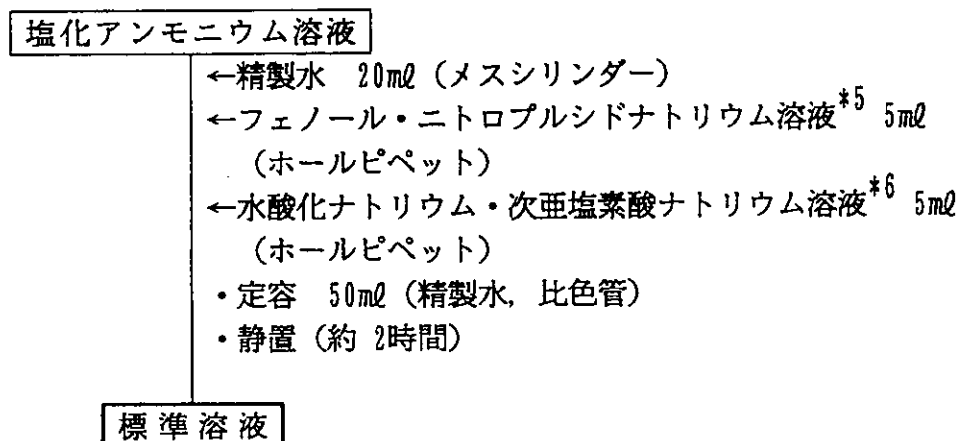 塩化アンモニウム溶液
←精製水 20mℓ（メスシリンダー）
←フェノール・ニトロプルシドナトリウム溶液*5 5mℓ
（ホールピペット）
←水酸化ナトリウム・次亜塩素酸ナトリウム溶液*6 5mℓ
（ホールピペット）
・定容 50mℓ（精製水，比色管）
・静置（約 2時間）
標準溶液